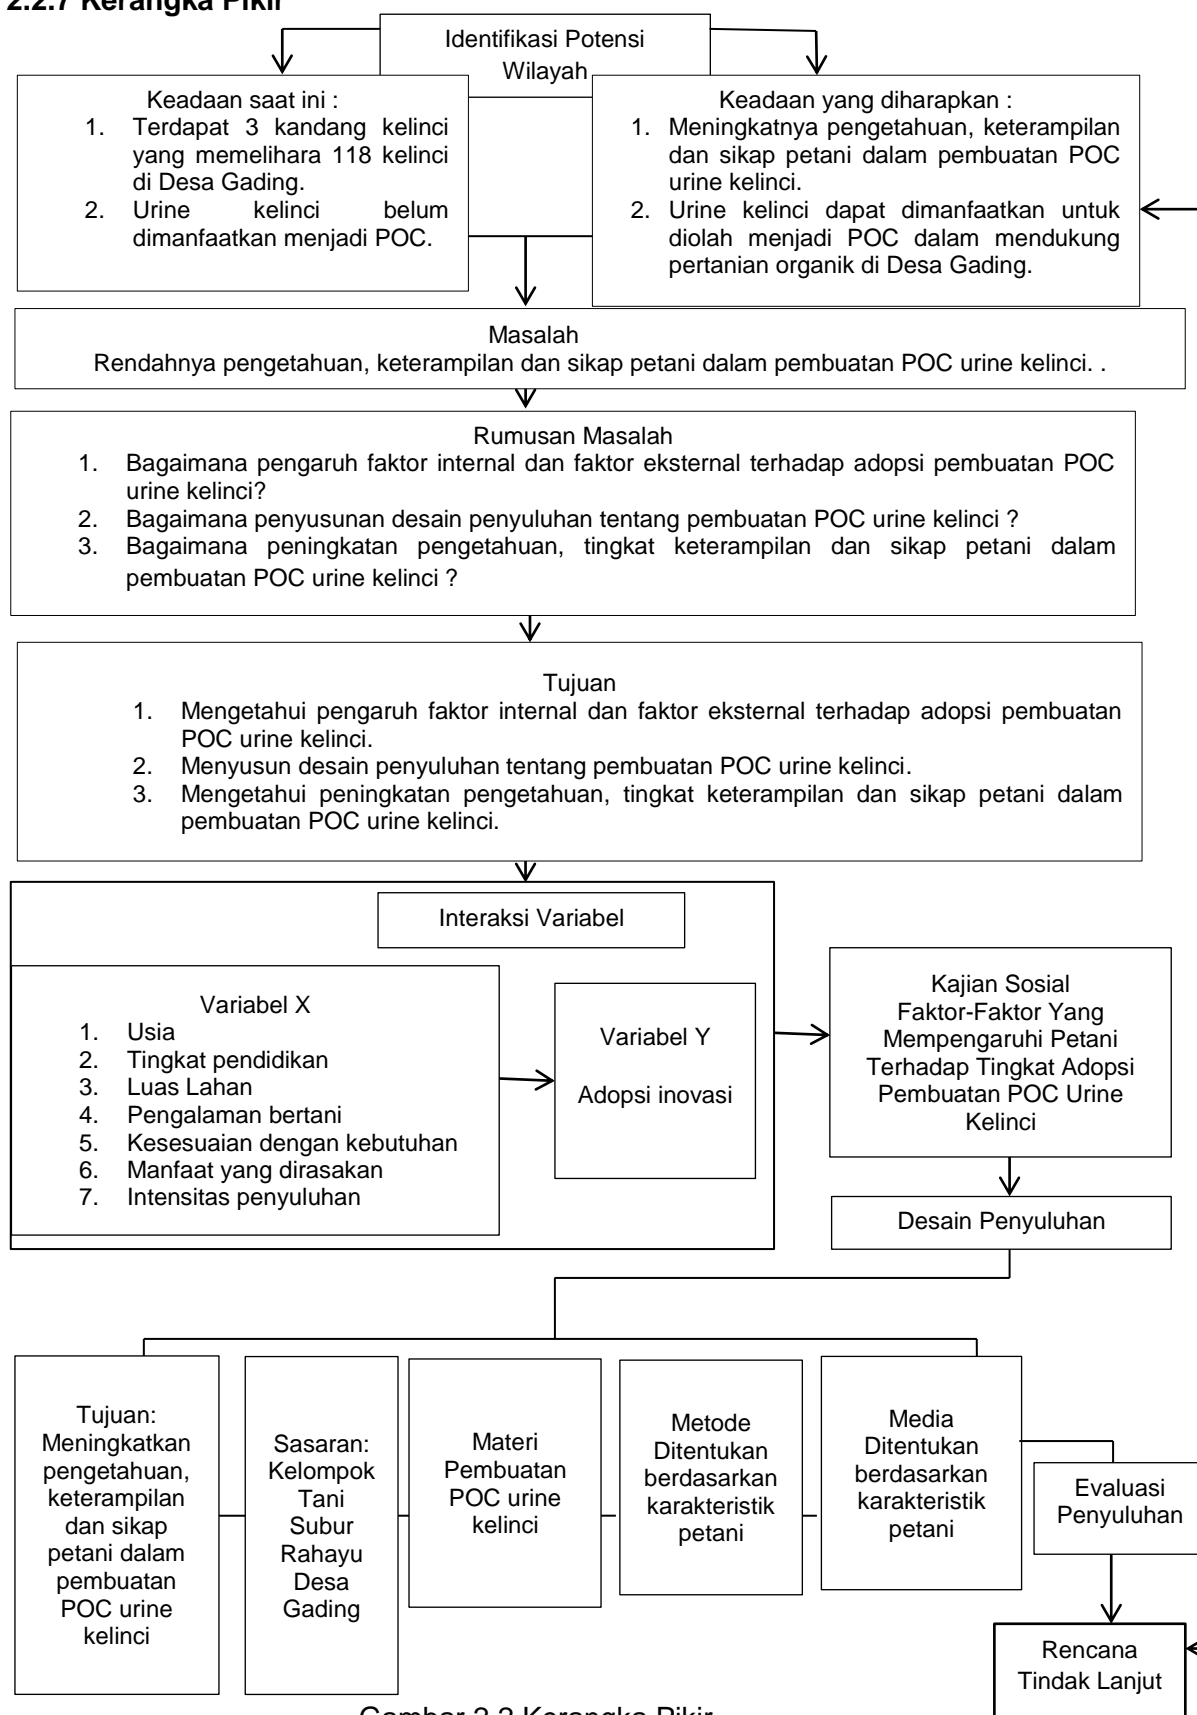 2.2.7 Kerangka Pikir
Identifikasi Potensi
Wilayah
Keadaan saat ini :
1. Terdapat 3 kandang kelinci
yang memelihara 118 kelinci
di Desa Gading.
2. Urine kelinci belum
dimanfaatkan menjadi POC.
Keadaan yang diharapkan :
1. Meningkatnya pengetahuan, keterampilan
dan sikap petani dalam pembuatan POC
urine kelinci.
2. Urine kelinci dapat dimanfaatkan untuk
diolah menjadi POC dalam mendukung
pertanian organik di Desa Gading.
Masalah
Rendahnya pengetahuan, keterampilan dan sikap petani dalam pembuatan POC urine kelinci. .
Rumusan Masalah
1. Bagaimana pengaruh faktor internal dan faktor eksternal terhadap adopsi pembuatan POC
urine kelinci?
2. Bagaimana penyusunan desain penyuluhan tentang pembuatan POC urine kelinci ?
3. Bagaimana peningkatan pengetahuan, tingkat keterampilan dan sikap petani dalam
pembuatan POC urine kelinci ?
Tujuan
1. Mengetahui pengaruh faktor internal dan faktor eksternal terhadap adopsi pembuatan
POC urine kelinci.
2. Menyusun desain penyuluhan tentang pembuatan POC urine kelinci.
3. Mengetahui peningkatan pengetahuan, tingkat keterampilan dan sikap petani dalam
pembuatan POC urine kelinci.
Interaksi Variabel
Variabel X
1. Usia
2. Tingkat pendidikan
3. Luas Lahan
4. Pengalaman bertani
5. Kesesuaian dengan kebutuhan
6. Manfaat yang dirasakan
7. Intensitas penyuluhan
Variabel Y
Adopsi inovasi
Kajian Sosial
Faktor-Faktor Yang
Mempengaruhi Petani
Terhadap Tingkat Adopsi
Pembuatan POC Urine
Kelinci
Desain Penyuluhan
Tujuan:
Meningkatkan
pengetahuan,
keterampilan
dan sikap
petani dalam
pembuatan
POC urine
kelinci
Sasaran:
Kelompok
Tani
Subur
Rahayu
Desa
Gading
Materi
Pembuatan
POC urine
kelinci
Metode
Ditentukan
berdasarkan
karakteristik
petani
Media
Ditentukan
berdasarkan
karakteristik
petani
Evaluasi
Penyuluhan
Rencana
Tindak Lanjut
Gambar 2.2 Kerangka Pikir